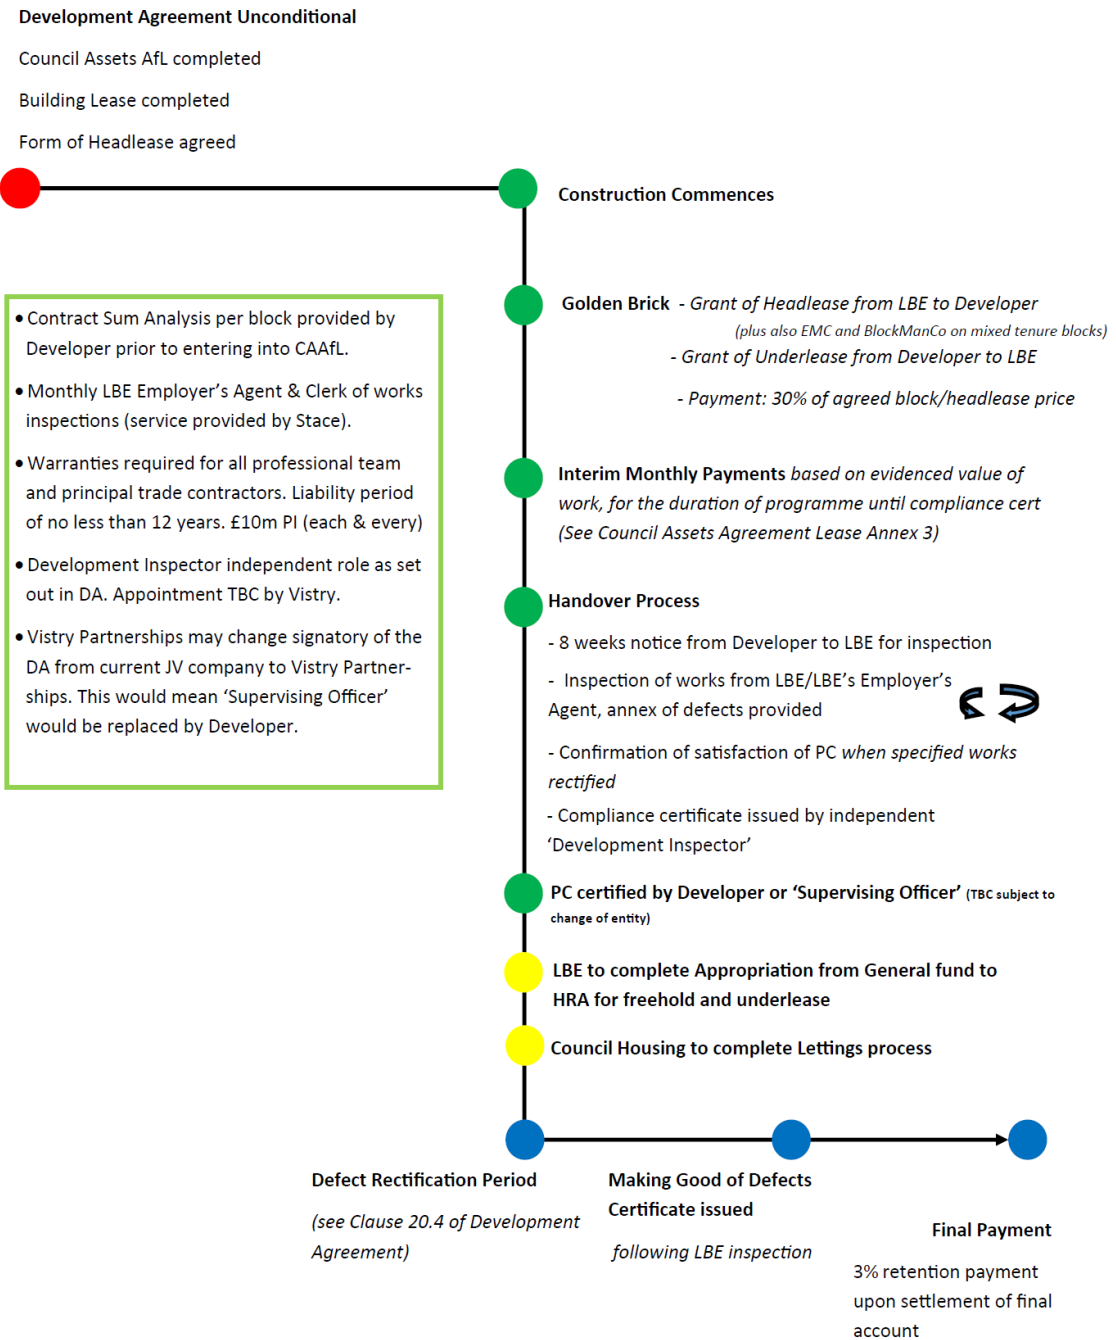 Development Agreement Unconditional
Council Assets AfL completed
Building Lease completed
Form of Headlease agreed
Construction Commences
Golden Brick - Grant of Headlease from LBE to Developer
(plus also EMC and BlockManCo on mixed tenure blocks)
- Grant of Underlease from Developer to LBE
- Payment: 30% of agreed block/headlease price
• Contract Sum Analysis per block provided by
Developer prior to entering into CAAfL.
• Monthly LBE Employer’s Agent & Clerk of works
inspections (service provided by Stace).
• Warranties required for all professional team
and principal trade contractors. Liability period
of no less than 12 years. £10m PI (each & every)
• Development Inspector independent role as set
out in DA. Appointment TBC by Vistry.
• Vistry Partnerships may change signatory of the
DA from current JV company to Vistry Partner-
ships. This would mean ‘Supervising Officer’
would be replaced by Developer.
Interim Monthly Payments based on evidenced value of
work, for the duration of programme until compliance cert
(See Council Assets Agreement Lease Annex 3)
Handover Process
- 8 weeks notice from Developer to LBE for inspection
- Inspection of works from LBE/LBE’s Employer’s
Agent, annex of defects provided
- Confirmation of satisfaction of PC when specified works
rectified
- Compliance certificate issued by independent
‘Development Inspector’
PC certified by Developer or ‘Supervising Officer’ (TBC subject to
change of entity)
LBE to complete Appropriation from General fund to
HRA for freehold and underlease
Council Housing to complete Lettings process
Defect Rectification Period
(see Clause 20.4 of Development
Agreement)
Making Good of Defects
Certificate issued
following LBE inspection
Final Payment
3% retention payment
upon settlement of final
account